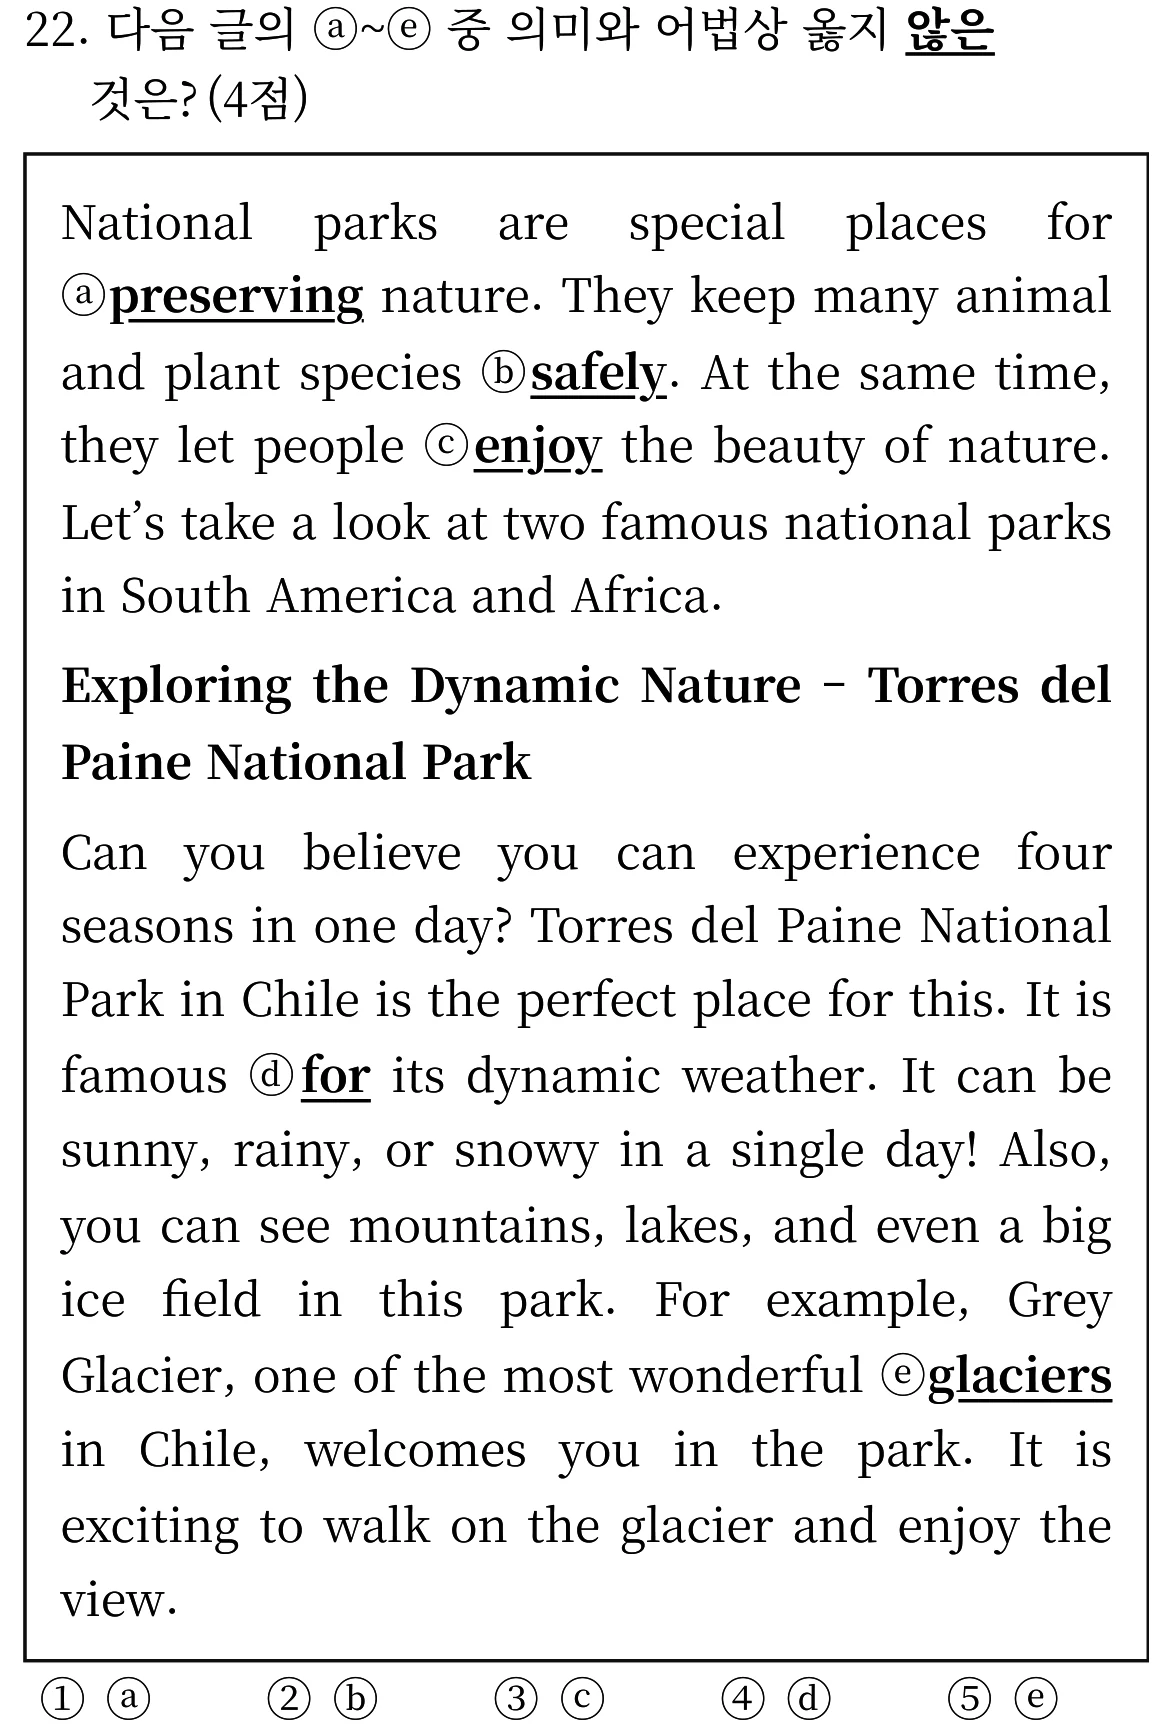 22. 다음 글의 ⓐ~ⓔ 중 의미와 어법상 옳지 않은
것은? (4점)
National parks are special places for
ⓐpreserving nature. They keep many animal
and plant species ⓑsafely. At the same time,
they let people ⓒenjoy the beauty of nature.
Let’s take a look at two famous national parks
in South America and Africa.
Exploring the Dynamic Nature – Torres del
Paine National Park
Can you believe you can experience four
seasons in one day? Torres del Paine National
Park in Chile is the perfect place for this. It is
famous ⓓfor its dynamic weather. It can be
sunny, rainy, or snowy in a single day! Also,
you can see mountains, lakes, and even a big
ice field in this park. For example, Grey
Glacier, one of the most wonderful ⓔglaciers
in Chile, welcomes you in the park. It is
exciting to walk on the glacier and enjoy the
view.
① ⓐ ② ⓑ ③ ⓒ ④ ⓓ ⑤ ⓔ